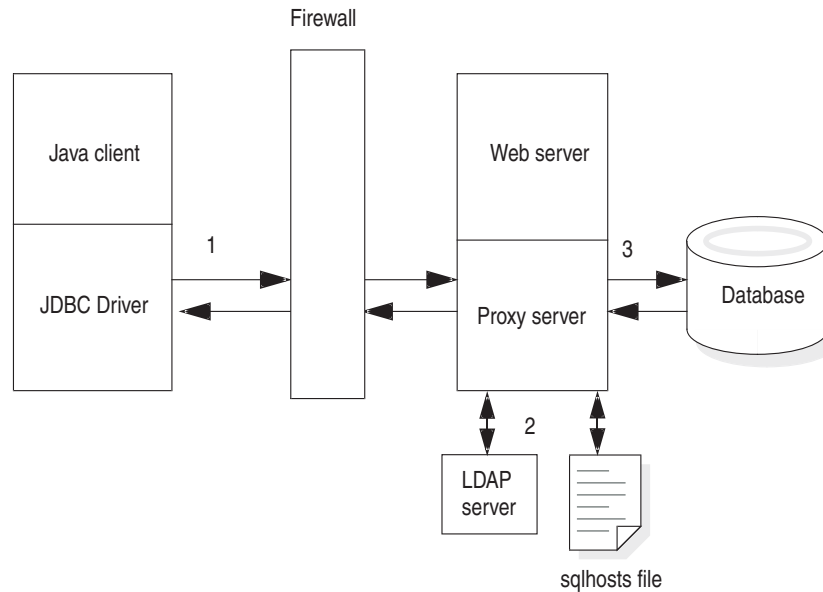 Firewall
Java client
Web server
1
3
JDBC Driver
Proxy server
Database
2
LDAP
server
sqlhosts file